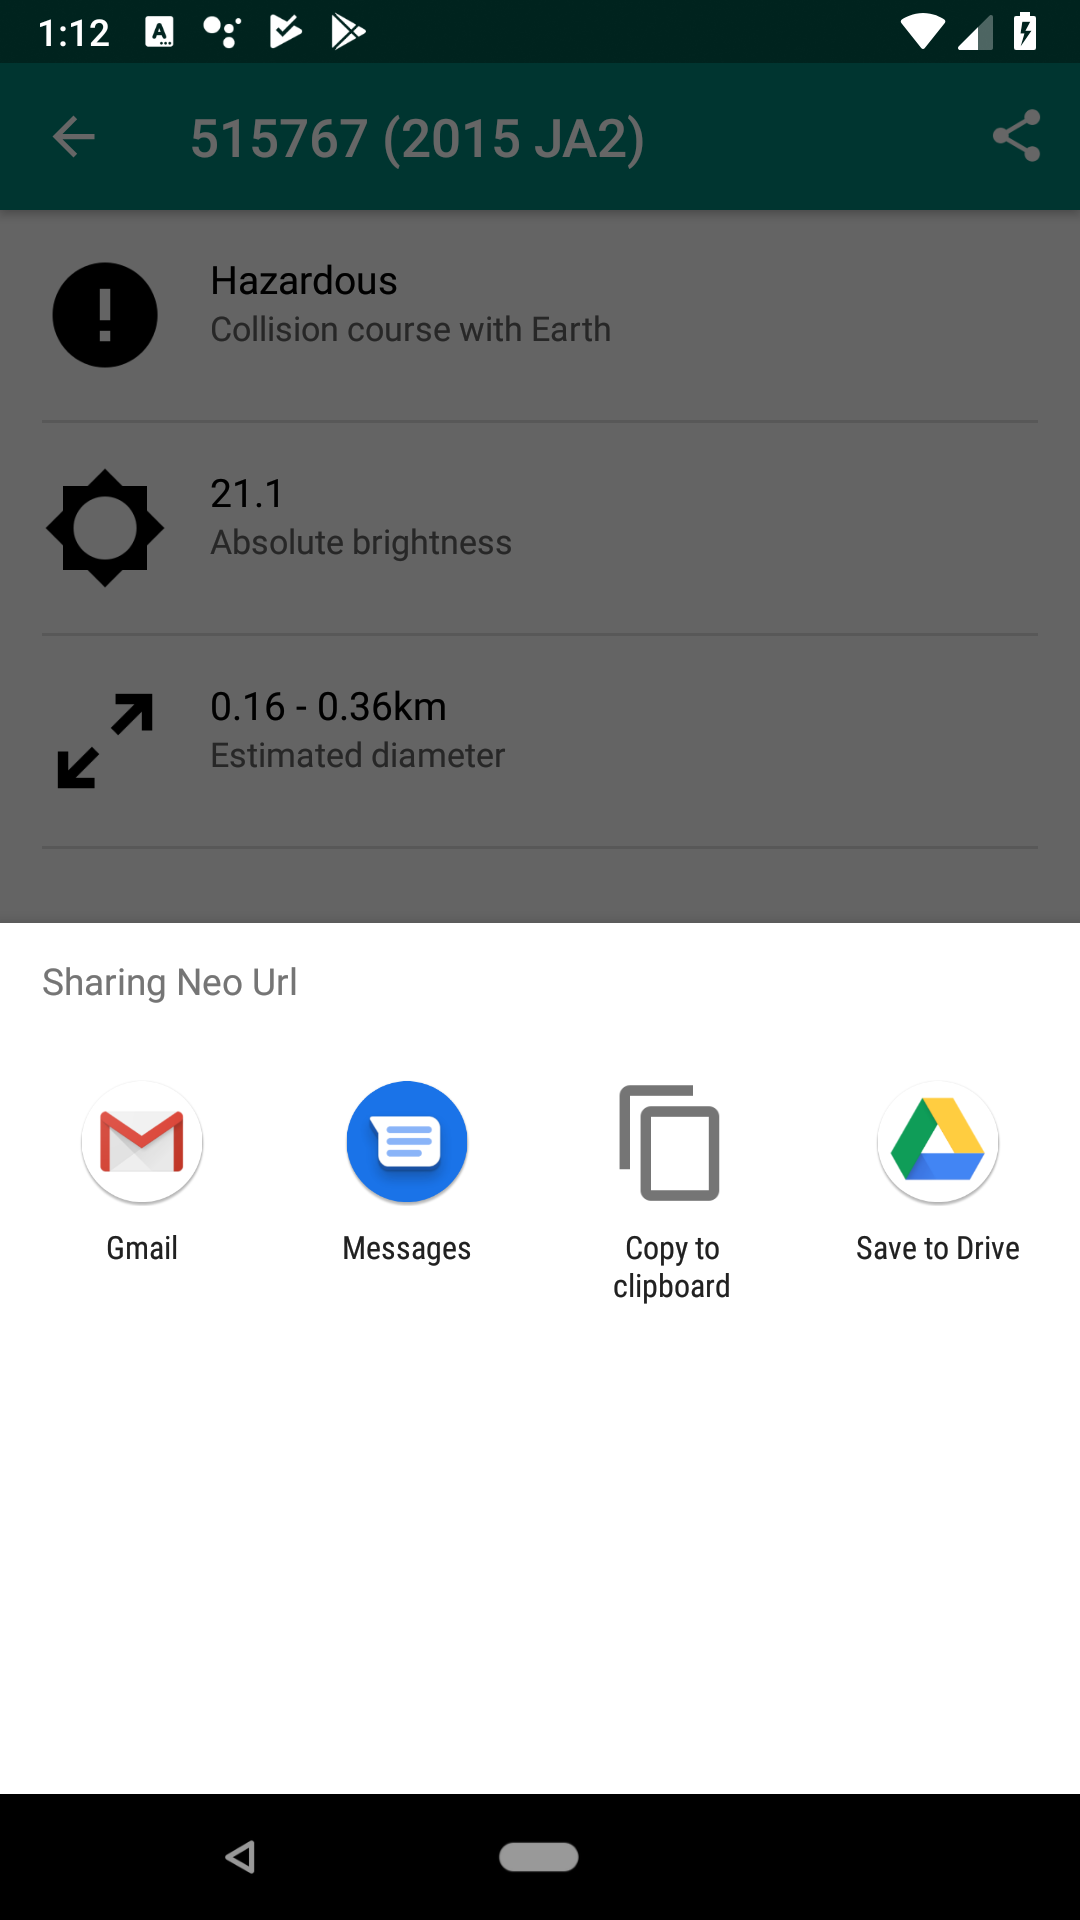 1:12
515767 (2015 JA2)
Hazardous
Collision course with Earth
21.1
Absolute brightness
0.16 - 0.36km
Estimated diameter
Sharing Neo Url
Gmail
Messages
Copy to
clipboard
Save to Drive